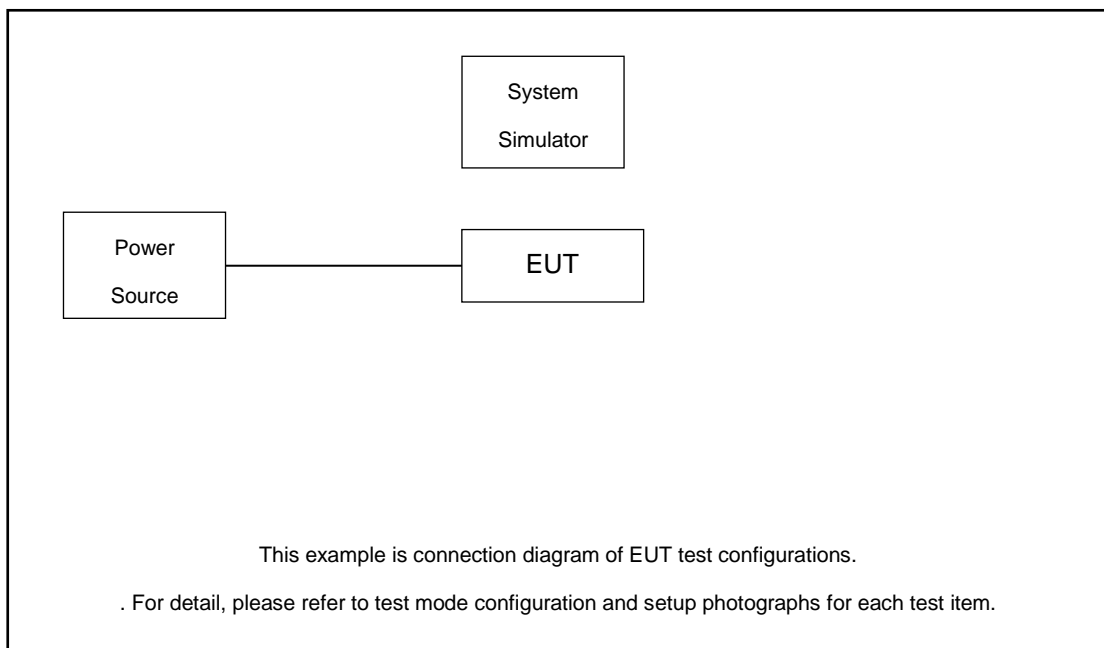 System
Simulator
Power
Source
EUT
This example is connection diagram of EUT test configurations.
. For detail, please refer to test mode configuration and setup photographs for each test item.